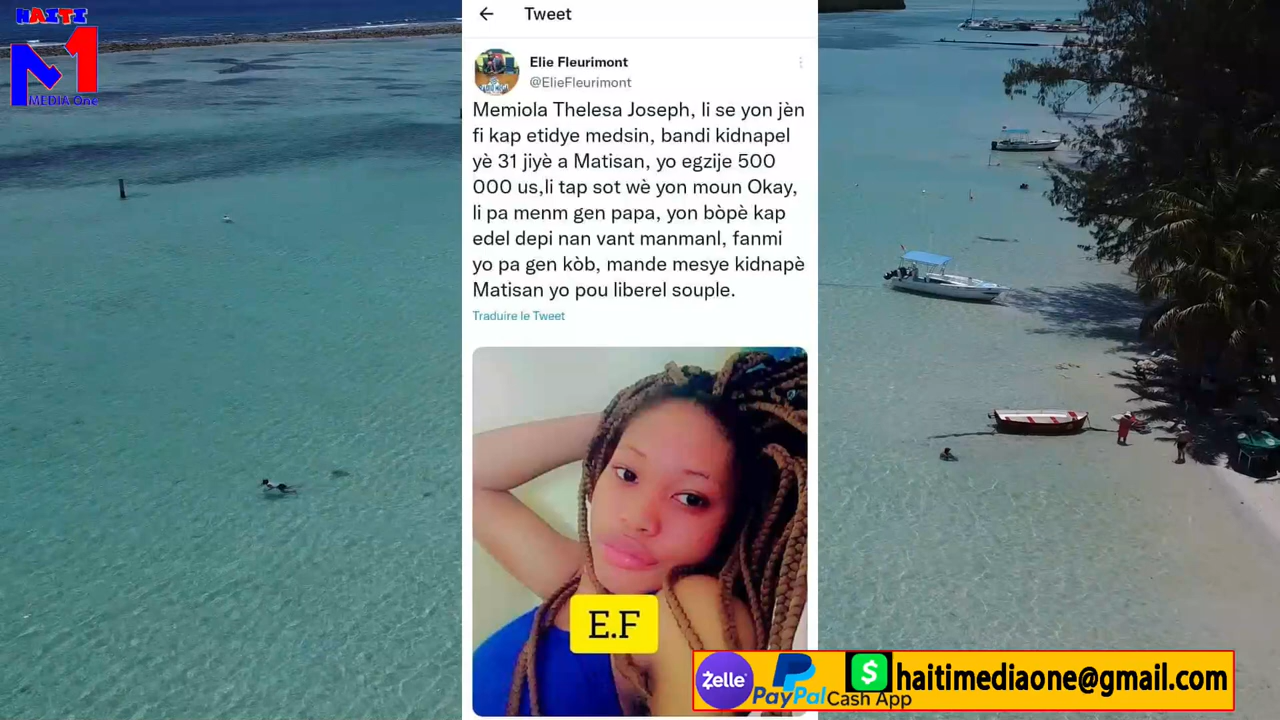 HAITI
M1
MEDIA One
Tweet
Elie Fleurimont
@ElieFleurimont
Memiola Thelesa Joseph, li se yon jèn
fi kap etidye medsin, bandi kidnapel
yè 31 jiyè a Matisan, yo egzije 500
000 us,li tap sot wè yon moun Okay,
li pa menm gen papa, yon bòpè kap
edel depi nan vant manmanl, fanmi
yo pa gen kòb, mande mesye kidnapè
Matisan yo pou liberel souple.
Traduire le Tweet
E.F
Zelle
PayPal
$
Cash App
haitimediaone@gmail.com